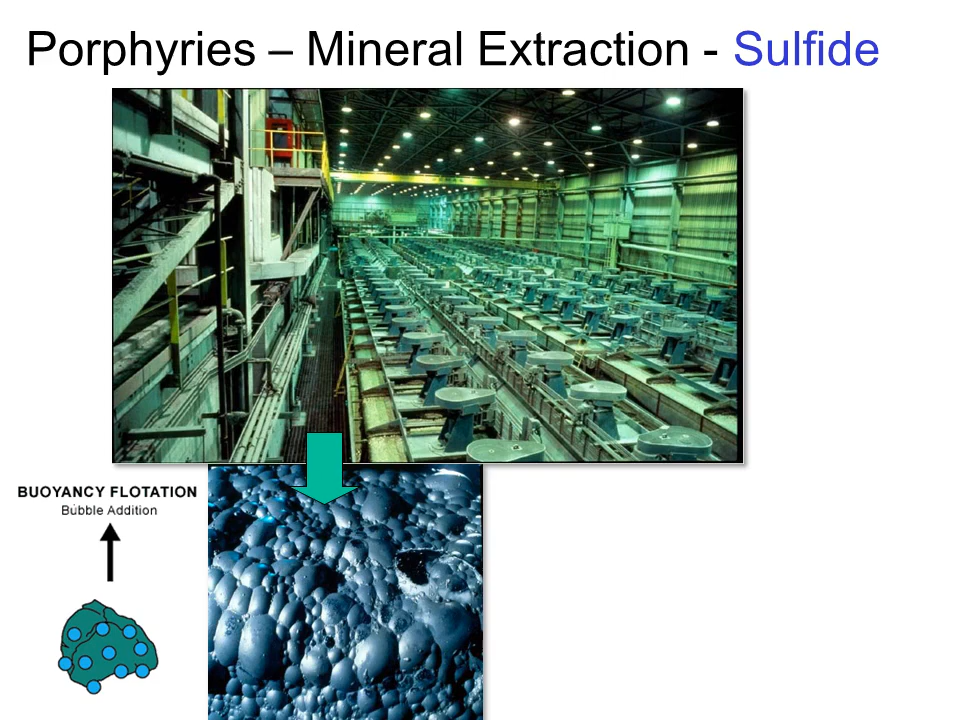 Porphyries – Mineral Extraction - Sulfide
BUOYANCY FLOTATION
Bubble Addition